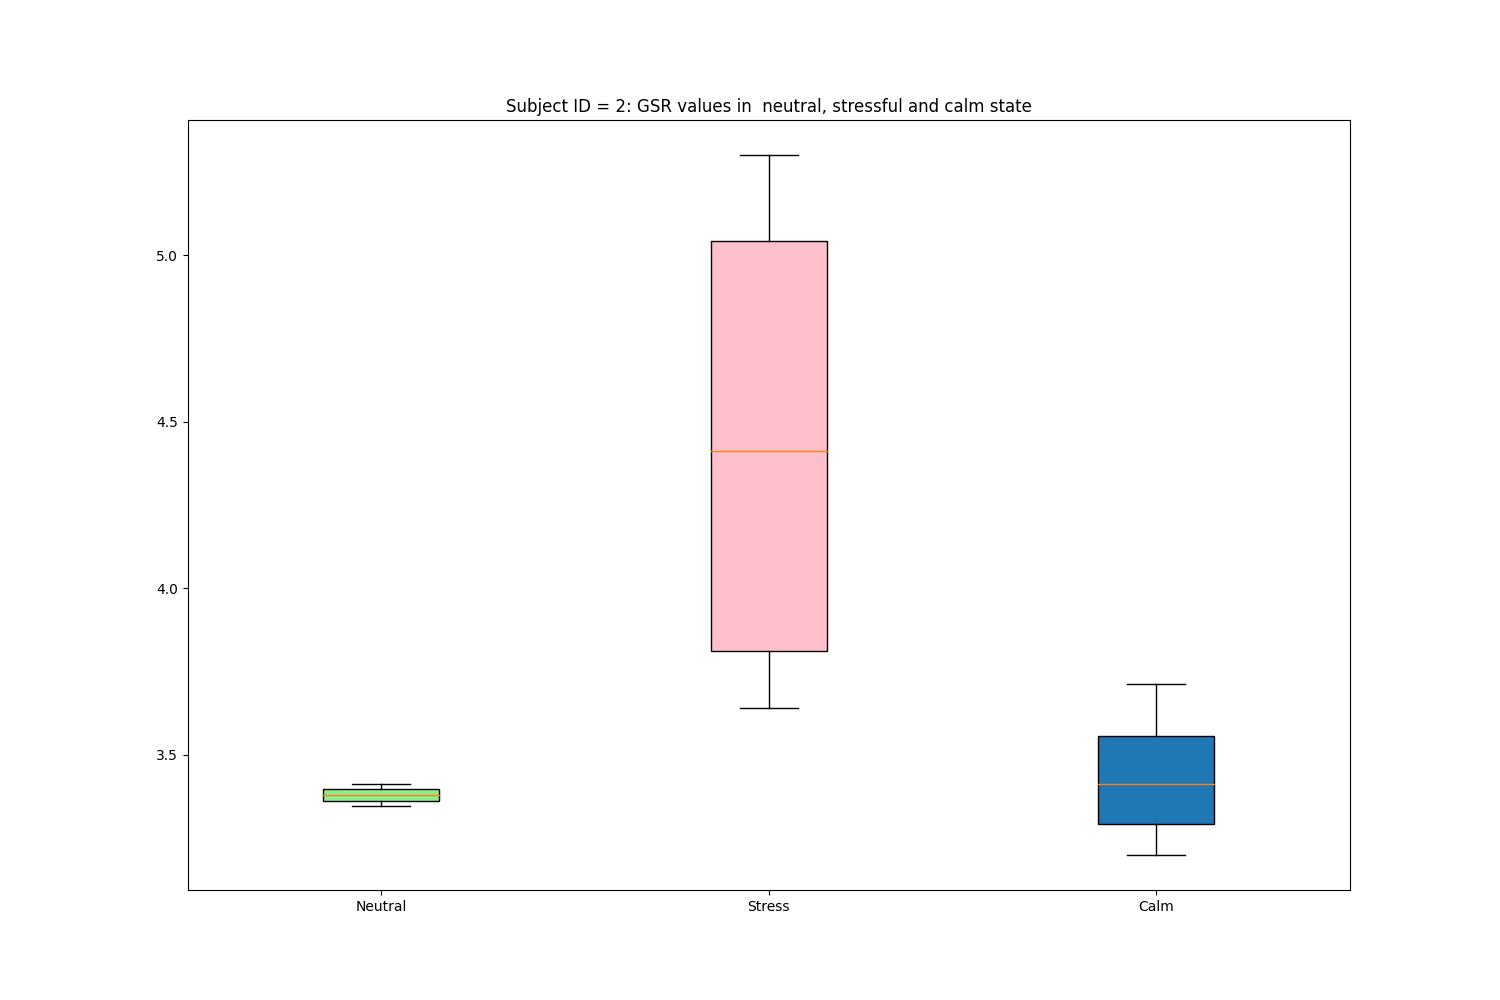 Subject ID = 2: GSR values in  neutral, stressful and calm state
5.0
4.5
4.0
3.5
Neutral Stress Calm